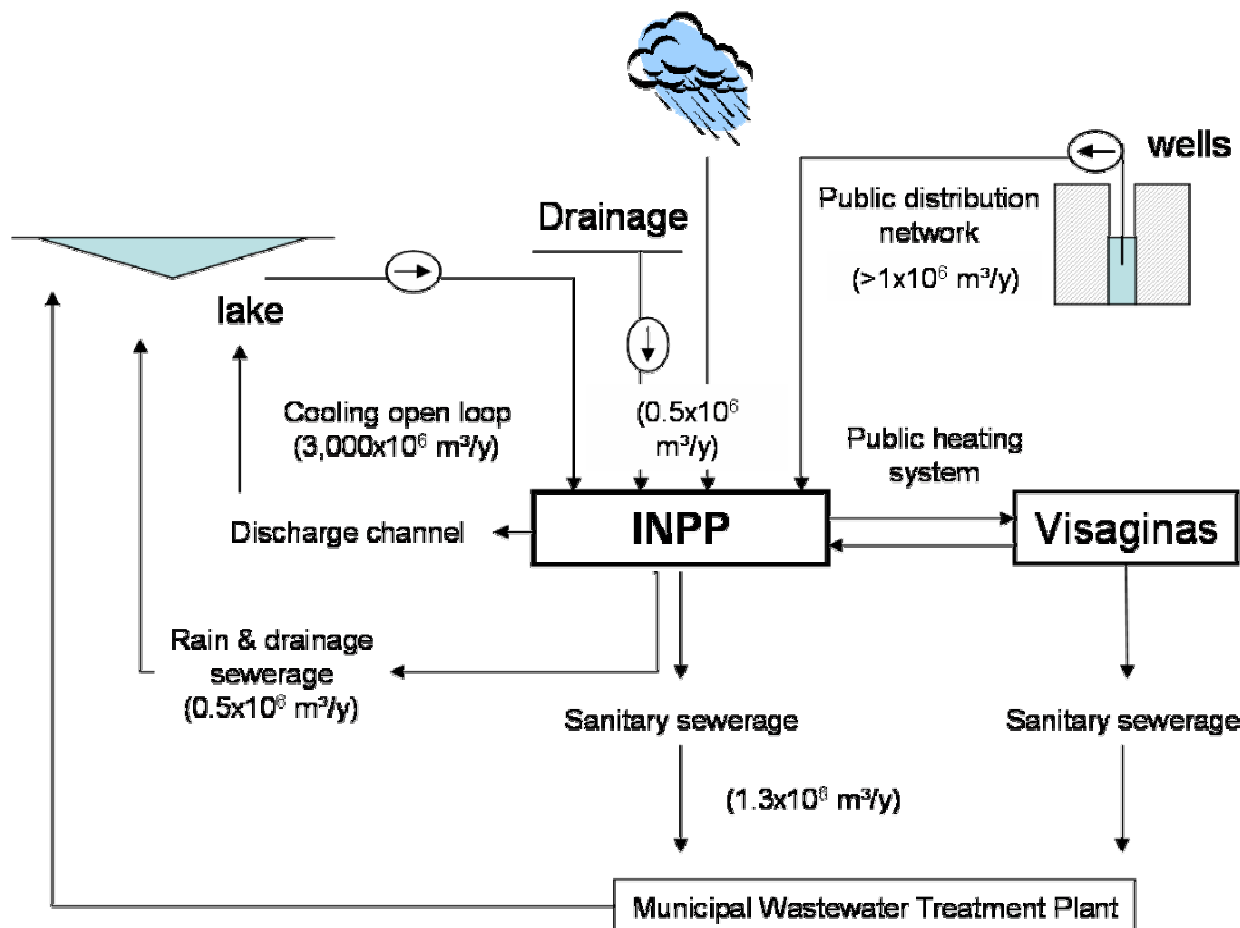 wells
Public distribution
network
(>1x10⁶ m³/y)
Drainage
lake
Cooling open loop
(3,000x10⁶ m³/y)
(0.5x10⁶
m³/y)
Public heating
system
INPP
Visaginas
Discharge channel
Rain & drainage
sewerage
(0.5x10⁶ m³/y)
Sanitary sewerage
Sanitary sewerage
(1.3x10⁶ m³/y)
Municipal Wastewater Treatment Plant